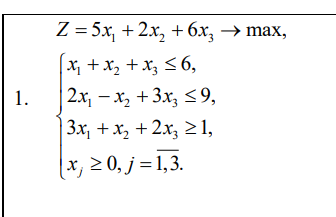 Z = 5x₁ + 2x₂ + 6x₃ → max,
x₁ + x₂ + x₃ ≤ 6,
1. 2x₁ − x₂ + 3x₃ ≤ 9,
3x₁ + x₂ + 2x₃ ≥ 1,
xⱼ ≥ 0, j = 1,3.